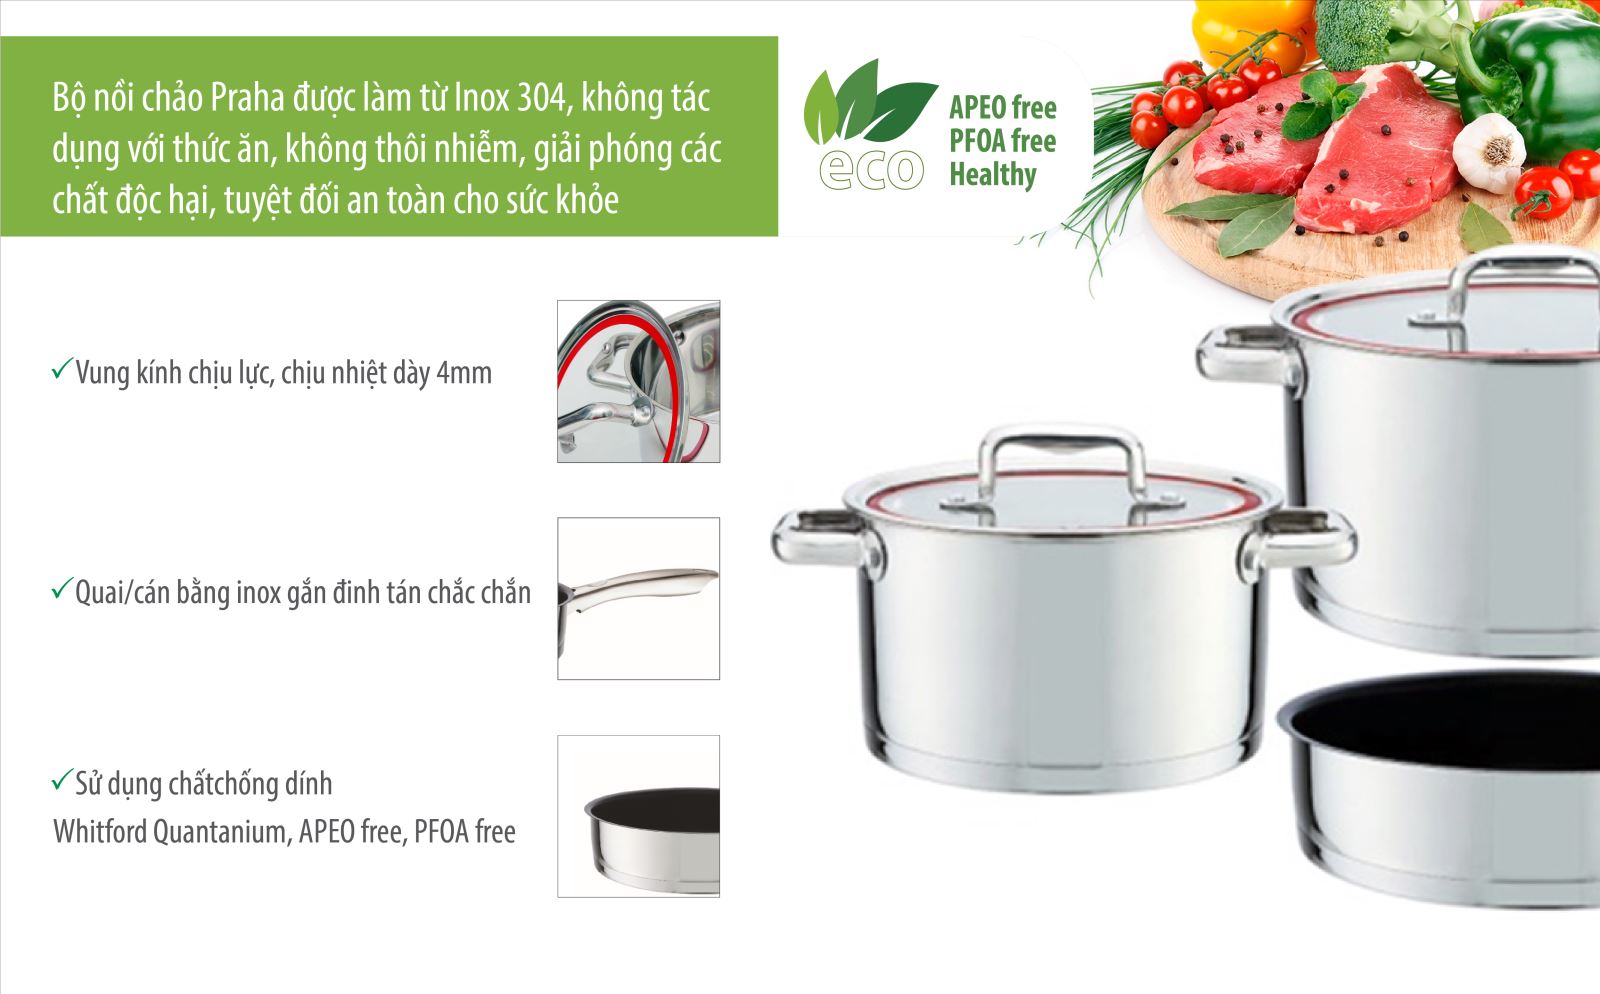 Bộ nồi chảo Praha được làm từ Inox 304, không tác
dụng với thức ăn, không thôi nhiễm, giải phóng các
chất độc hại, tuyệt đối an toàn cho sức khỏe
eco
APEO free
PFOA free
Healthy
Vung kính chịu lực, chịu nhiệt dày 4mm
Quai/cán bằng inox gắn đinh tán chắc chắn
Sử dụng chấtchống dính
Whitford Quantanium, APEO free, PFOA free